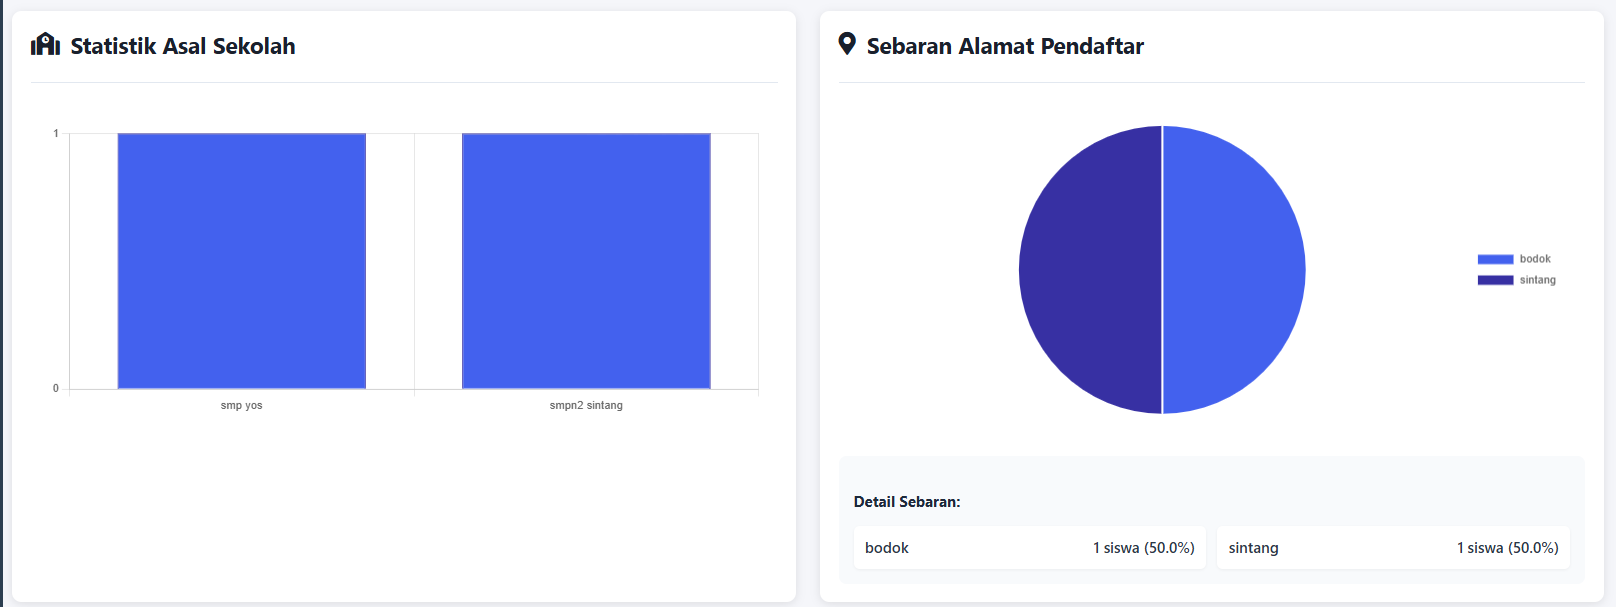 Statistik Asal Sekolah
1
0
smp yos
smpn2 sintang
Sebaran Alamat Pendaftar
bodok
sintang
Detail Sebaran:
bodok 1 siswa (50.0%)
sintang 1 siswa (50.0%)